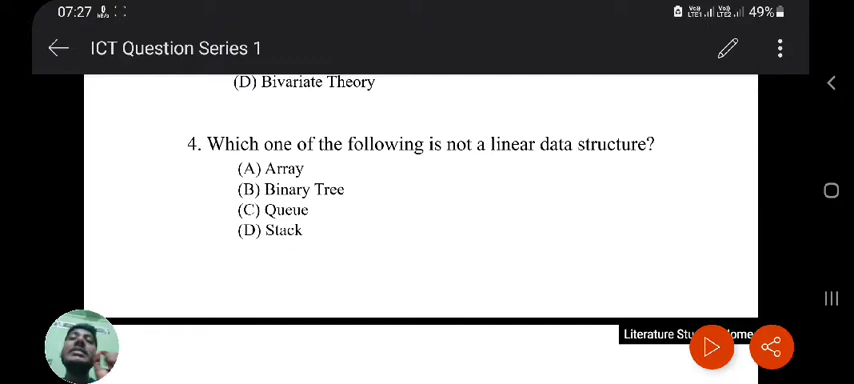 07:27
49%
ICT Question Series 1
(D) Bivariate Theory
4. Which one of the following is not a linear data structure?
(A) Array
(B) Binary Tree
(C) Queue
(D) Stack
Literature